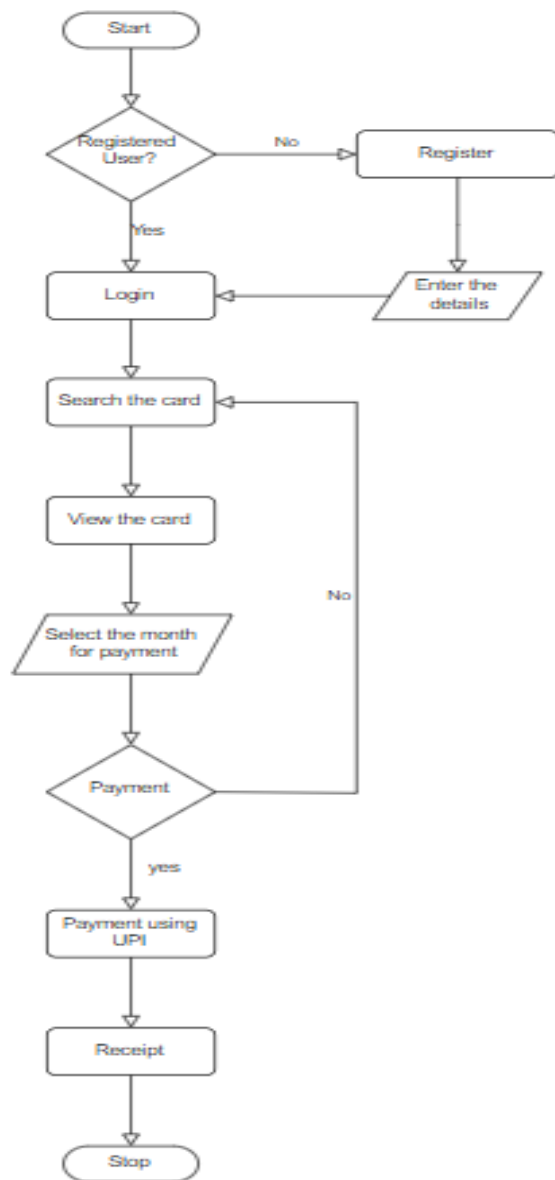 Start
Registered
User?
No
Register
Yes
Enter the
details
Login
Search the card
View the card
No
Select the month
for payment
Payment
yes
Payment using
UPI
Receipt
Stop